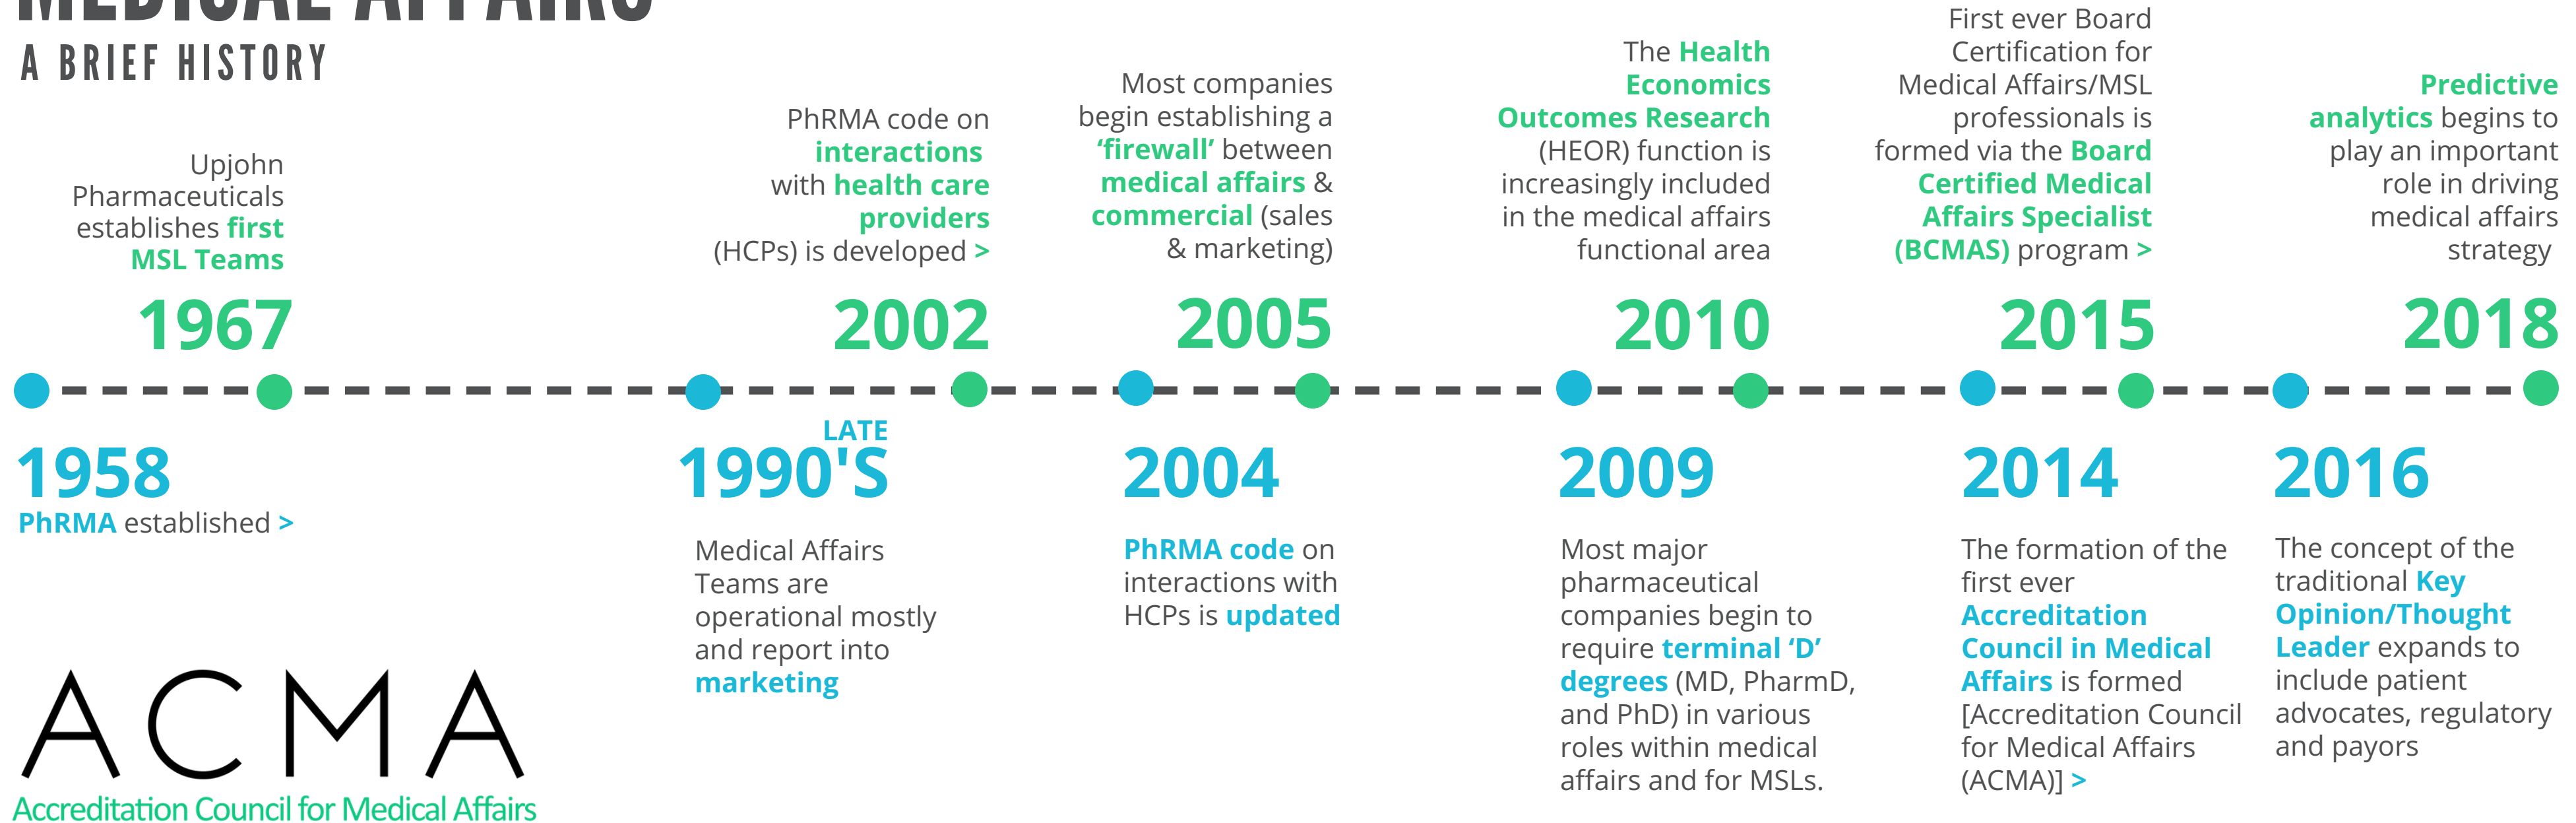 MEDICAL AFFAIRS
A BRIEF HISTORY
Upjohn
Pharmaceuticals
establishes first
MSL Teams
1967
PhRMA code on
interactions
with health care
providers
(HCPs) is developed >
2002
Most companies
begin establishing a
‘firewall’ between
medical affairs &
commercial (sales
& marketing)
2005
The Health
Economics
Outcomes Research
(HEOR) function is
increasingly included
in the medical affairs
functional area
2010
First ever Board
Certification for
Medical Affairs/MSL
professionals is
formed via the Board
Certified Medical
Affairs Specialist
(BCMAS) program >
2015
Predictive
analytics begins to
play an important
role in driving
medical affairs
strategy
2018
1958
PhRMA established >
LATE
1990'S
Medical Affairs
Teams are
operational mostly
and report into
marketing
2004
PhRMA code on
interactions with
HCPs is updated
2009
Most major
pharmaceutical
companies begin to
require terminal ‘D’
degrees (MD, PharmD,
and PhD) in various
roles within medical
affairs and for MSLs.
2014
The formation of the
first ever
Accreditation
Council in Medical
Affairs is formed
[Accreditation Council
for Medical Affairs
(ACMA)] >
2016
The concept of the
traditional Key
Opinion/Thought
Leader expands to
include patient
advocates, regulatory
and payors
ACMA
Accreditation Council for Medical Affairs